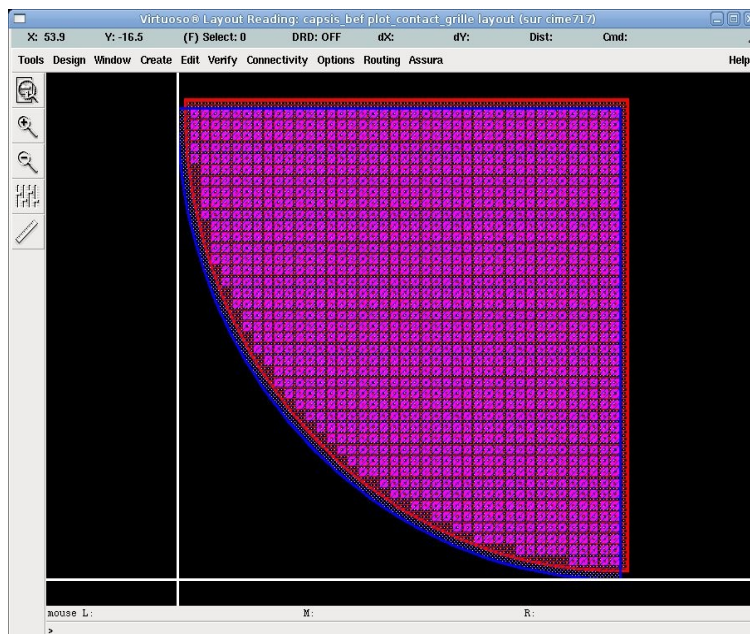 Virtuoso® Layout Reading: capsis_bef plot_contact_grille layout (sur cime717)
X: 53.9 Y: -16.5 (F) Select: 0 DRD: OFF dX: dY: Dist: Cmd:
Tools Design Window Create Edit Verify Connectivity Options Routing Assura Help
mouse L: M: R:
>